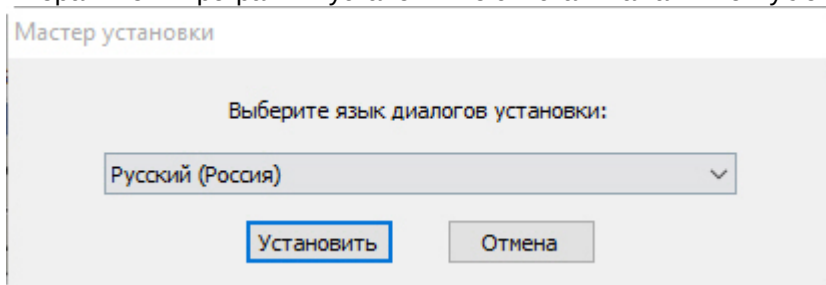 Мастер установки
Выберите язык диалогов установки:
Русский (Россия)
Установить
Отмена